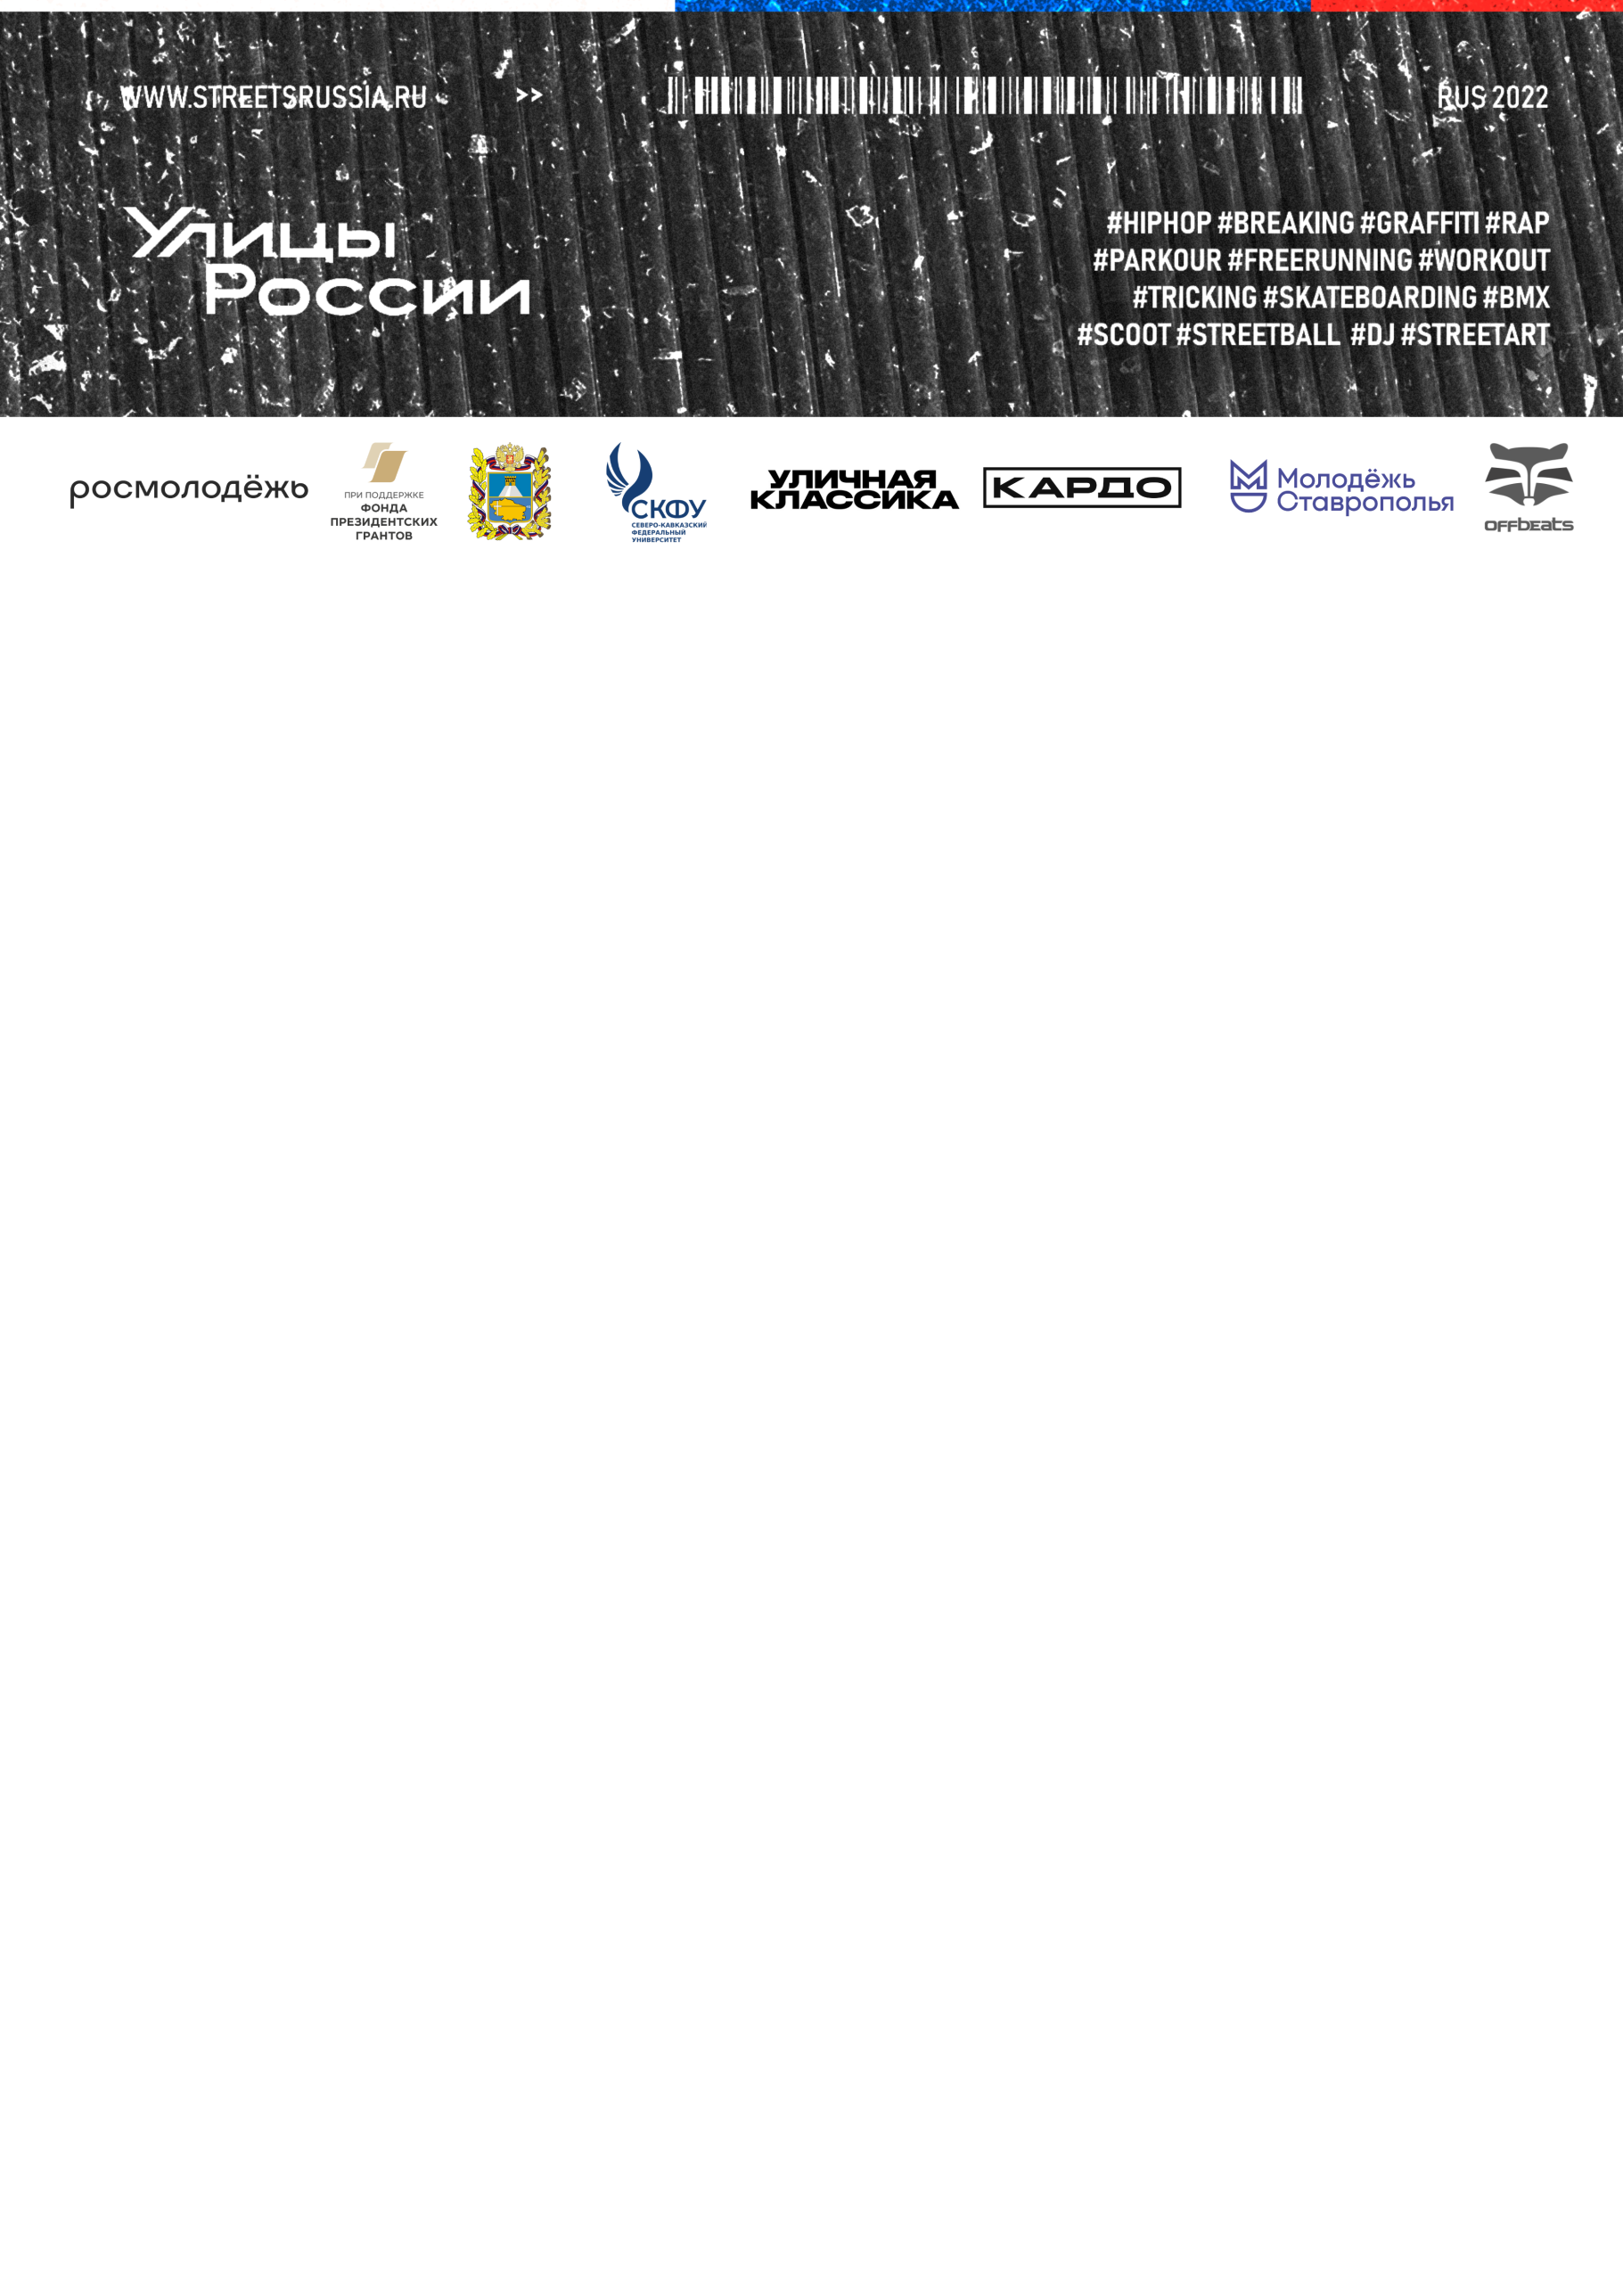 WWW.STREETSRUSSIA.RU >> RUS 2022
Улицы
России
#HIPHOP #BREAKING #GRAFFITI #RAP
#PARKOUR #FREERUNNING #WORKOUT
#TRICKING #SKATEBOARDING #BMX
#SCOOT #STREETBALL #DJ #STREETART
росмолодёжь
ПРИ ПОДДЕРЖКЕ
ФОНДА
ПРЕЗИДЕНТСКИХ
ГРАНТОВ
СКФУ
СЕВЕРО-КАВКАЗСКИЙ
ФЕДЕРАЛЬНЫЙ
УНИВЕРСИТЕТ
УЛИЧНАЯ
КЛАССИКА
КАРДО
Молодёжь
Ставрополья
offbeats